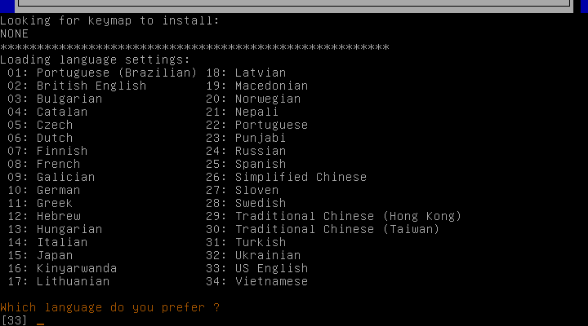 Looking for keymap to install:
NONE
*****************************************************
Loading language settings:
01: Portuguese (Brazilian) 18: Latvian
02: British English 19: Macedonian
03: Bulgarian 20: Norwegian
04: Catalan 21: Nepali
05: Czech 22: Portuguese
06: Dutch 23: Punjabi
07: Finnish 24: Russian
08: French 25: Spanish
09: Galician 26: Simplified Chinese
10: German 27: Sloven
11: Greek 28: Swedish
12: Hebrew 29: Traditional Chinese (Hong Kong)
13: Hungarian 30: Traditional Chinese (Taiwan)
14: Italian 31: Turkish
15: Japan 32: Ukrainian
16: Kinyarwanda 33: US English
17: Lithuanian 34: Vietnamese
Which language do you prefer ?
[33] _